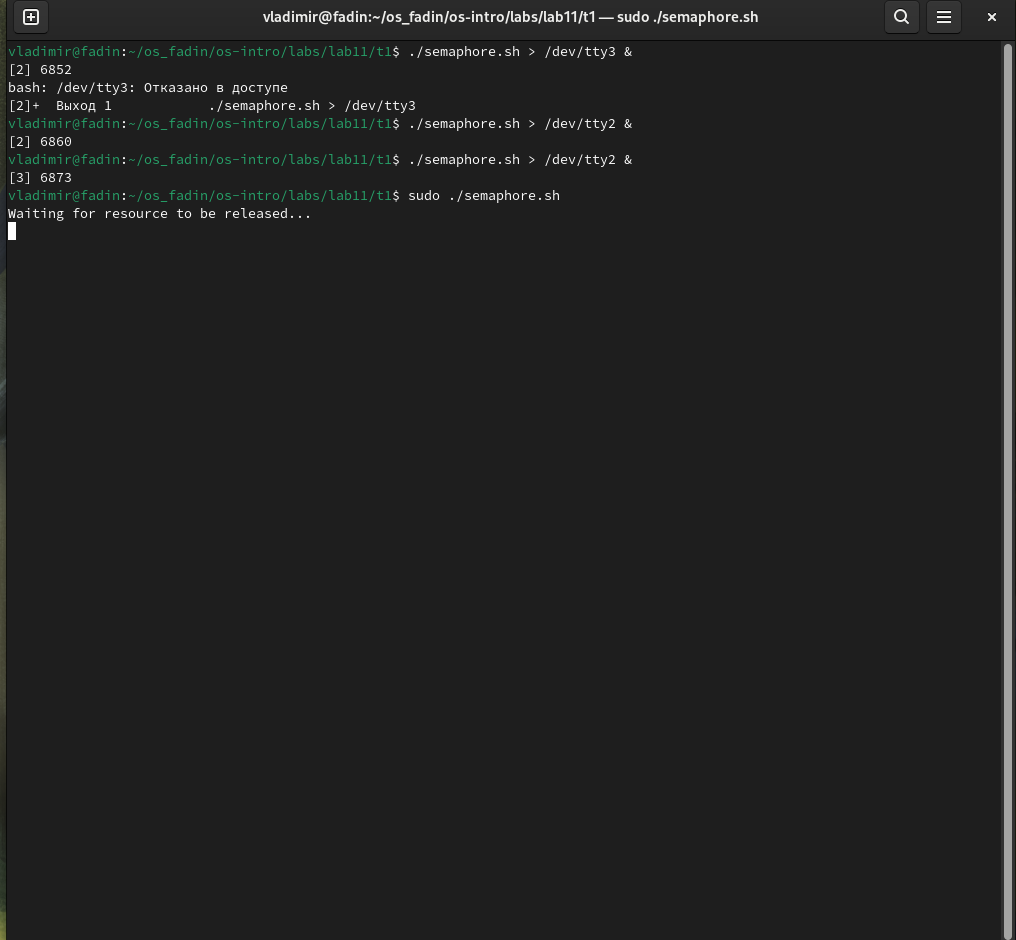 vladimir@fadin:~/os_fadin/os-intro/labs/lab11/t1 — sudo ./semaphore.sh
vladimir@fadin:~/os_fadin/os-intro/labs/lab11/t1$ ./semaphore.sh > /dev/tty3 &
[2] 6852
bash: /dev/tty3: Отказано в доступе
[2]+  Выход 1            ./semaphore.sh > /dev/tty3
vladimir@fadin:~/os_fadin/os-intro/labs/lab11/t1$ ./semaphore.sh > /dev/tty2 &
[2] 6860
vladimir@fadin:~/os_fadin/os-intro/labs/lab11/t1$ ./semaphore.sh > /dev/tty2 &
[3] 6873
vladimir@fadin:~/os_fadin/os-intro/labs/lab11/t1$ sudo ./semaphore.sh
Waiting for resource to be released...